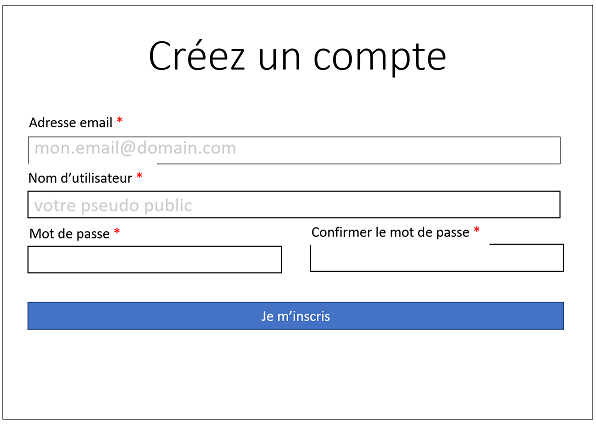 Créez un compte
Adresse email *
mon.email@domain.com
Nom d’utilisateur *
votre pseudo public
Mot de passe *
Confirmer le mot de passe *
Je m’inscris